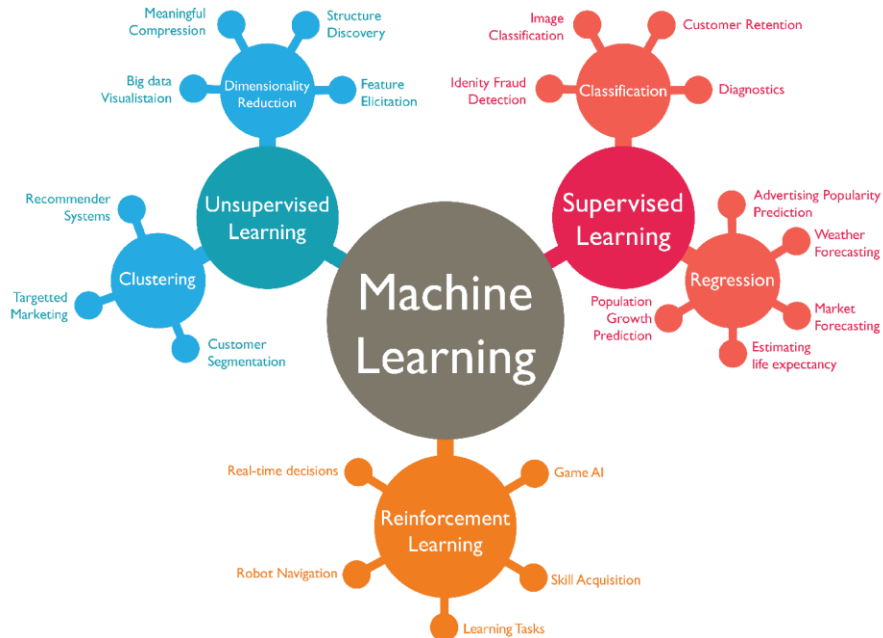 Meaningful
Compression
Structure
Discovery
Big data
Visualistaion
Dimensionality
Reduction
Feature
Elicitation
Unsupervised
Learning
Recommender
Systems
Clustering
Targetted
Marketing
Customer
Segmentation
Machine
Learning
Image
Classification
Customer Retention
Idenity Fraud
Detection
Classification
Diagnostics
Supervised
Learning
Advertising Popularity
Prediction
Weather
Forecasting
Regression
Population
Growth
Prediction
Market
Forecasting
Estimating
life expectancy
Real-time decisions
Game AI
Reinforcement
Learning
Robot Navigation
Skill Acquisition
Learning Tasks